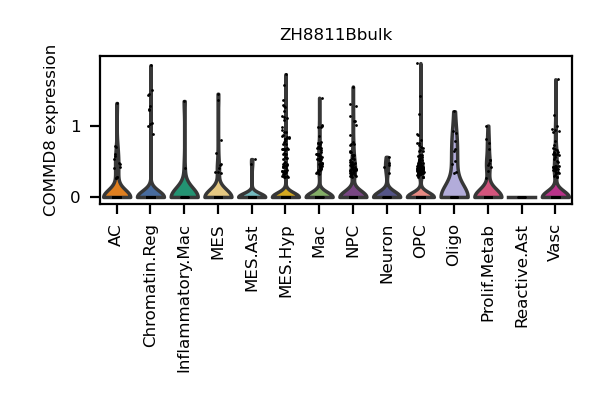 ZH8811Bbulk
COMMD8 expression
1
0
AC
Chromatin.Reg
Inflammatory.Mac
MES
MES.Ast
MES.Hyp
Mac
NPC
Neuron
OPC
Oligo
Prolif.Metab
Reactive.Ast
Vasc